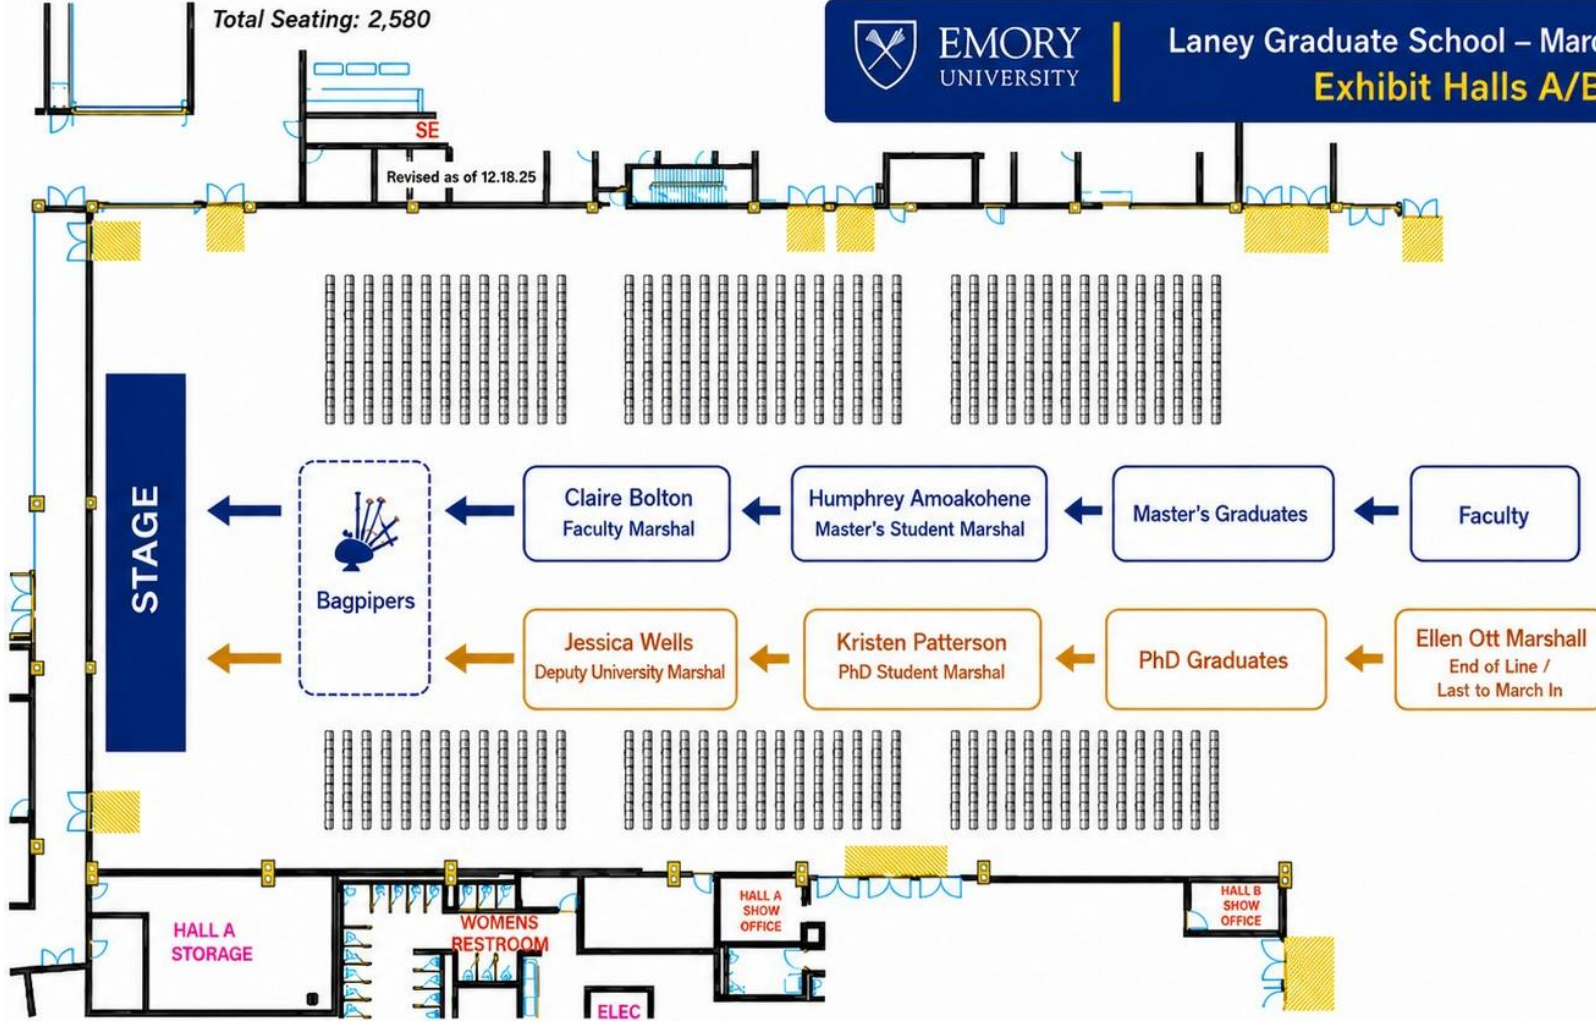 Total Seating: 2,580
EMORY
UNIVERSITY
Laney Graduate School – Marc
Exhibit Halls A/B
SE
Revised as of 12.18.25
STAGE
Bagpipers
Claire Bolton
Faculty Marshal
Humphrey Amoakohene
Master's Student Marshal
Master's Graduates
Faculty
Jessica Wells
Deputy University Marshal
Kristen Patterson
PhD Student Marshal
PhD Graduates
Ellen Ott Marshall
End of Line /
Last to March In
HALL A
STORAGE
WOMENS
RESTROOM
ELEC
HALL A
SHOW
OFFICE
HALL B
SHOW
OFFICE